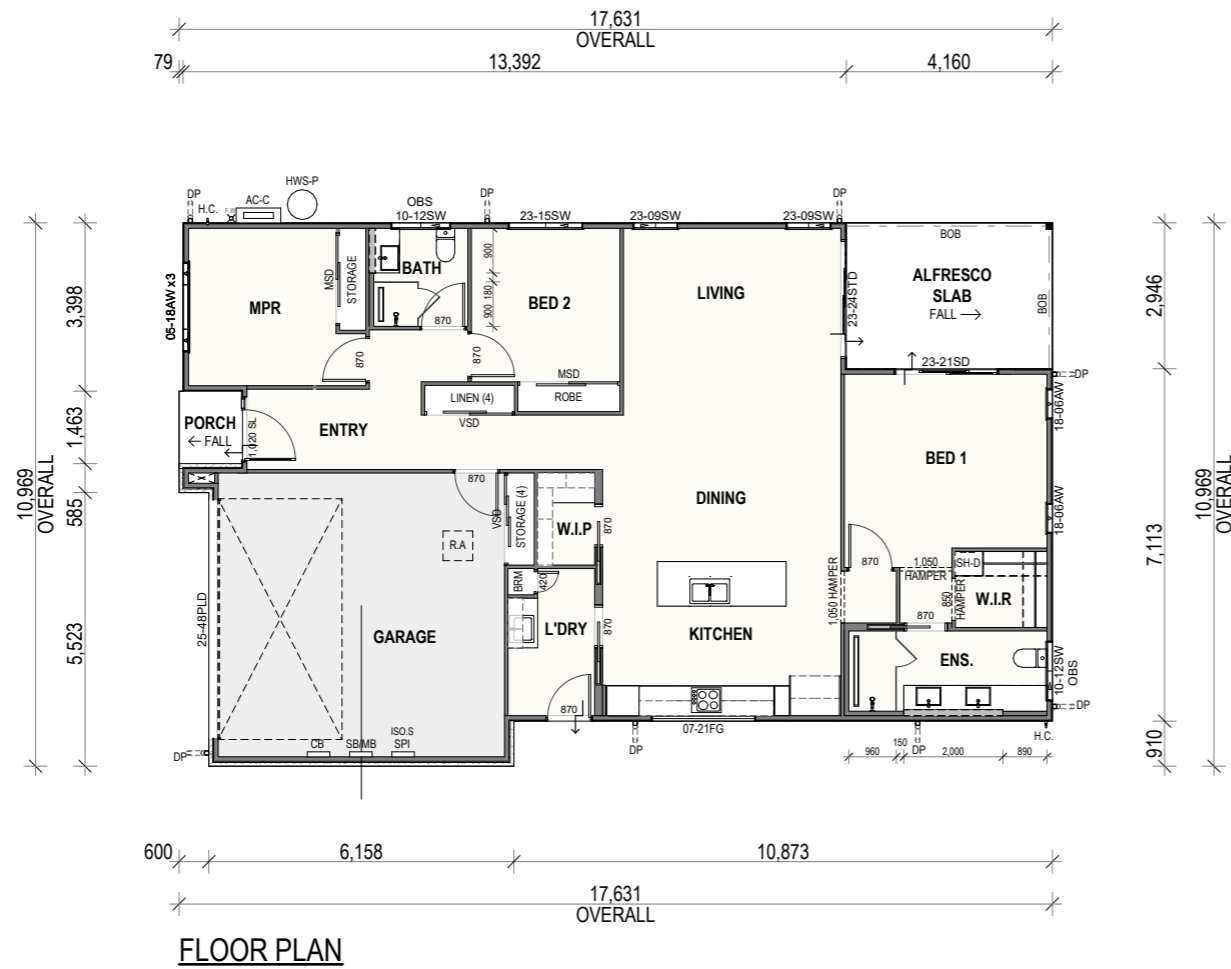 17,631
OVERALL
79
13,392
4,160
HWS-P
DP
H.C.
F.W
AC-C
OBS
10-12SW
DP
23-15SW
23-09SW
23-09SW
DP
05-18AW x3
MPR
MSD
STORAGE
BATH
870
900
180
900
BED 2
LIVING
23-24STD
BOB
BOB
ALFRESCO
SLAB
FALL →
23-21SD
DP
3,398
1,463
585
5,523
10,969
OVERALL
2,946
7,113
910
10,969
OVERALL
870
870
MSD
ROBE
LINEN (4)
VSD
PORCH
← FALL
1,020 SL
ENTRY
18-06AW
BED 1
18-06AW
870
VSD
STORAGE (4)
W.I.P
870
DINING
R.A
BRM
420
L'DRY
870
25-48PLD
GARAGE
KITCHEN
1,050 HAMPER
870
1,050
HAMPER
850
HAMPER
SH-D
W.I.R
870
ENS.
10-12SW
OBS
DP
H.C.
870
07-21FG
DP
DP
DP
CB
SB/MB
ISO.S
SPI
960
150
2,000
890
600
6,158
10,873
17,631
OVERALL
FLOOR PLAN